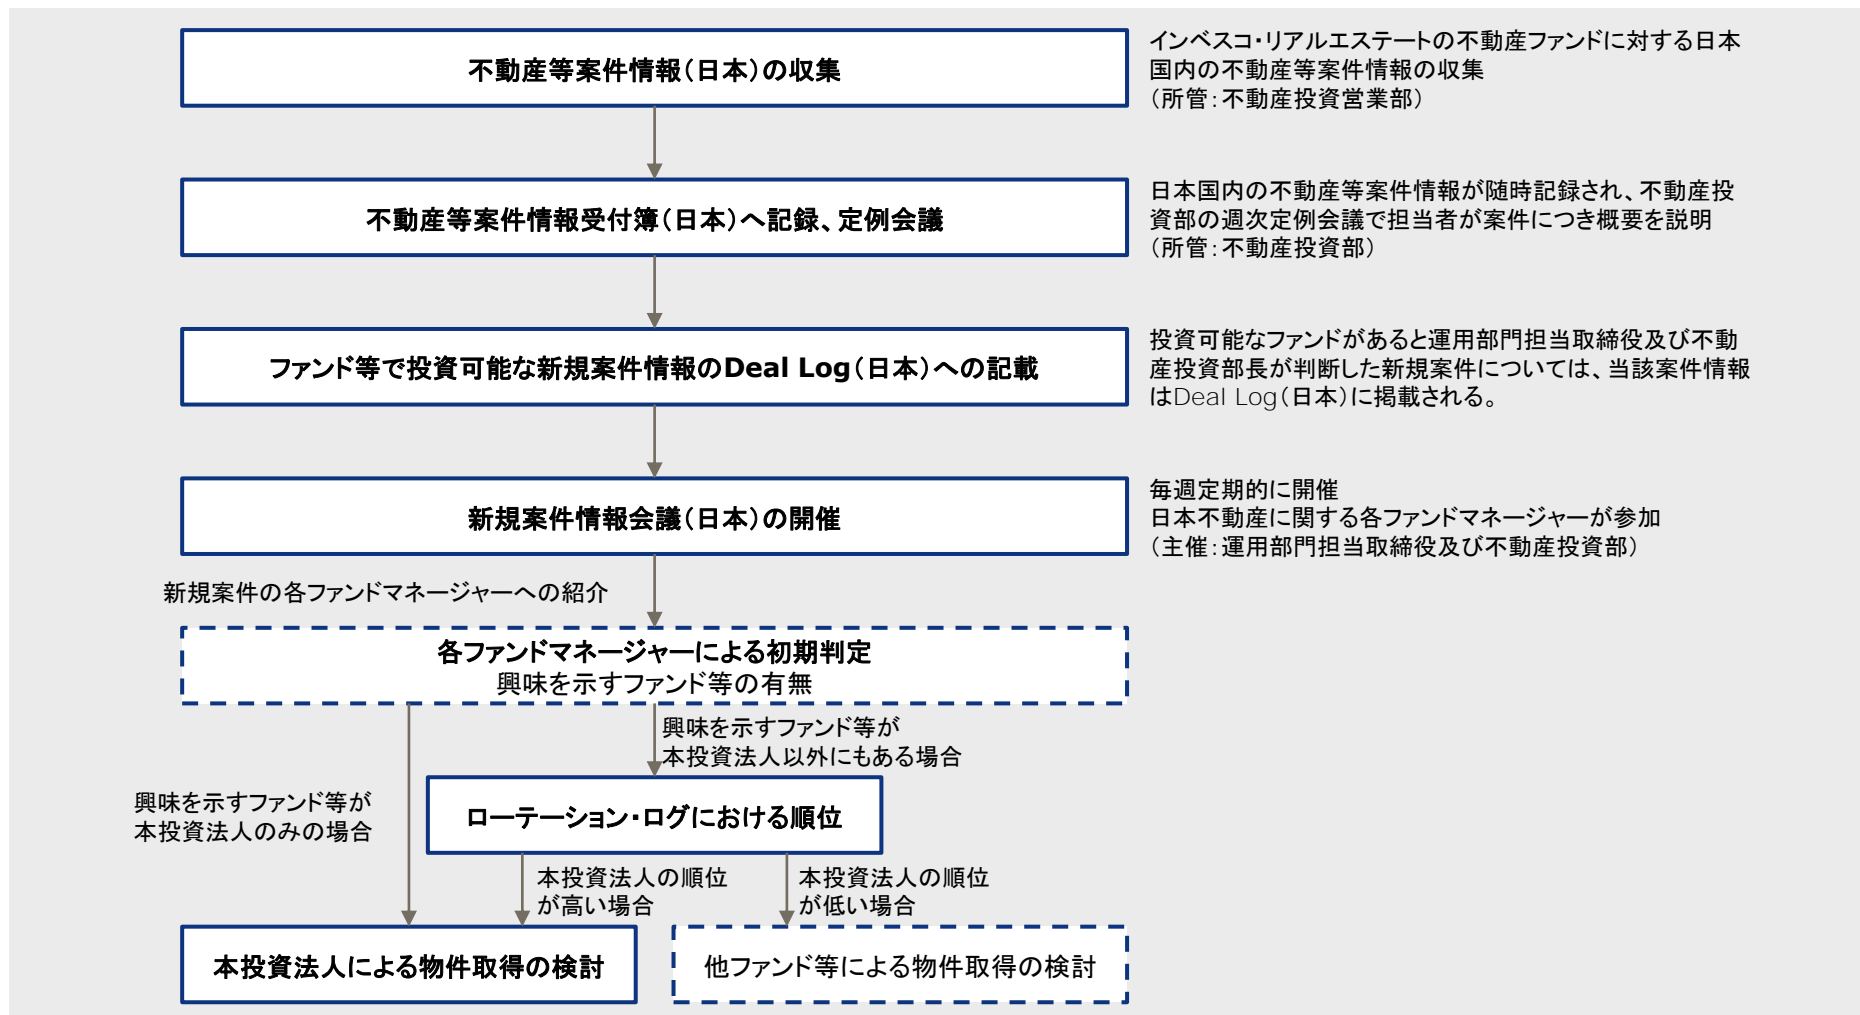 不動産等案件情報（日本）の収集
インベスコ・リアルエステートの不動産ファンドに対する日本
国内の不動産等案件情報の収集
（所管：不動産投資営業部）
不動産等案件情報受付簿（日本）へ記録、定例会議
日本国内の不動産等案件情報が随時記録され、不動産投
資部の週次定例会議で担当者が案件につき概要を説明
（所管：不動産投資部）
ファンド等で投資可能な新規案件情報のDeal Log（日本）への記載
投資可能なファンドがあると運用部門担当取締役及び不動
産投資部長が判断した新規案件については、当該案件情報
はDeal Log（日本）に掲載される。
新規案件情報会議（日本）の開催
毎週定期的に開催
日本不動産に関する各ファンドマネージャーが参加
（主催：運用部門担当取締役及び不動産投資部）
新規案件の各ファンドマネージャーへの紹介
各ファンドマネージャーによる初期判定
興味を示すファンド等の有無
興味を示すファンド等が
本投資法人以外にもある場合
興味を示すファンド等が
本投資法人のみの場合
ローテーション・ログにおける順位
本投資法人の順位
が高い場合
本投資法人の順位
が低い場合
本投資法人による物件取得の検討
他ファンド等による物件取得の検討